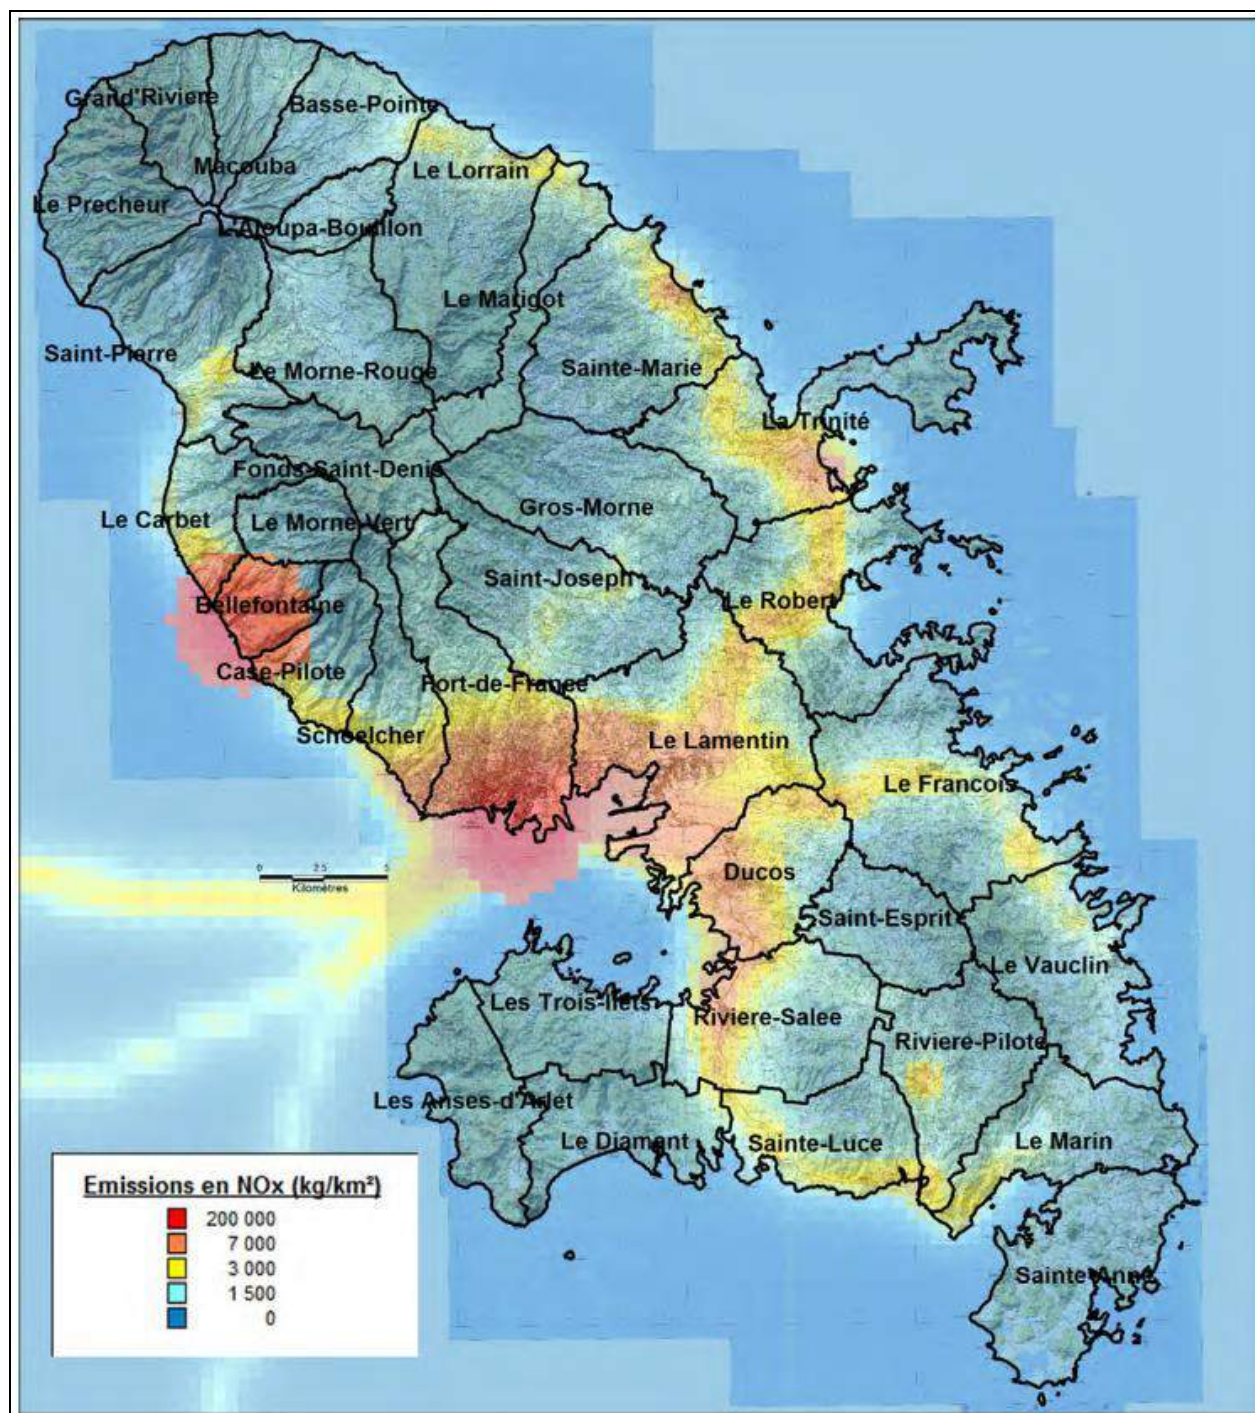 Grand'Riviere
Basse-Pointe
Macouba
Le Lorrain
Le Precheur
L'Ajoupa-Bouillon
Le Marigot
Saint-Pierre
Le Morne-Rouge
Sainte-Marie
La Trinité
Fonds-Saint-Denis
Gros-Morne
Le Carbet
Le Morne-Vert
Saint-Joseph
Bellefontaine
Le Robert
Case-Pilote
Fort-de-France
Schoelcher
Le Lamentin
Le Francois
0 2.5 5
Kilomètres
Ducos
Saint-Esprit
Le Vauclin
Les Trois-Ilets
Riviere-Salee
Riviere-Pilote
Les Anses-d'Arlet
Le Diamant
Sainte-Luce
Le Marin
Sainte-Anne
Emissions en NOx (kg/km²)
200 000
7 000
3 000
1 500
0